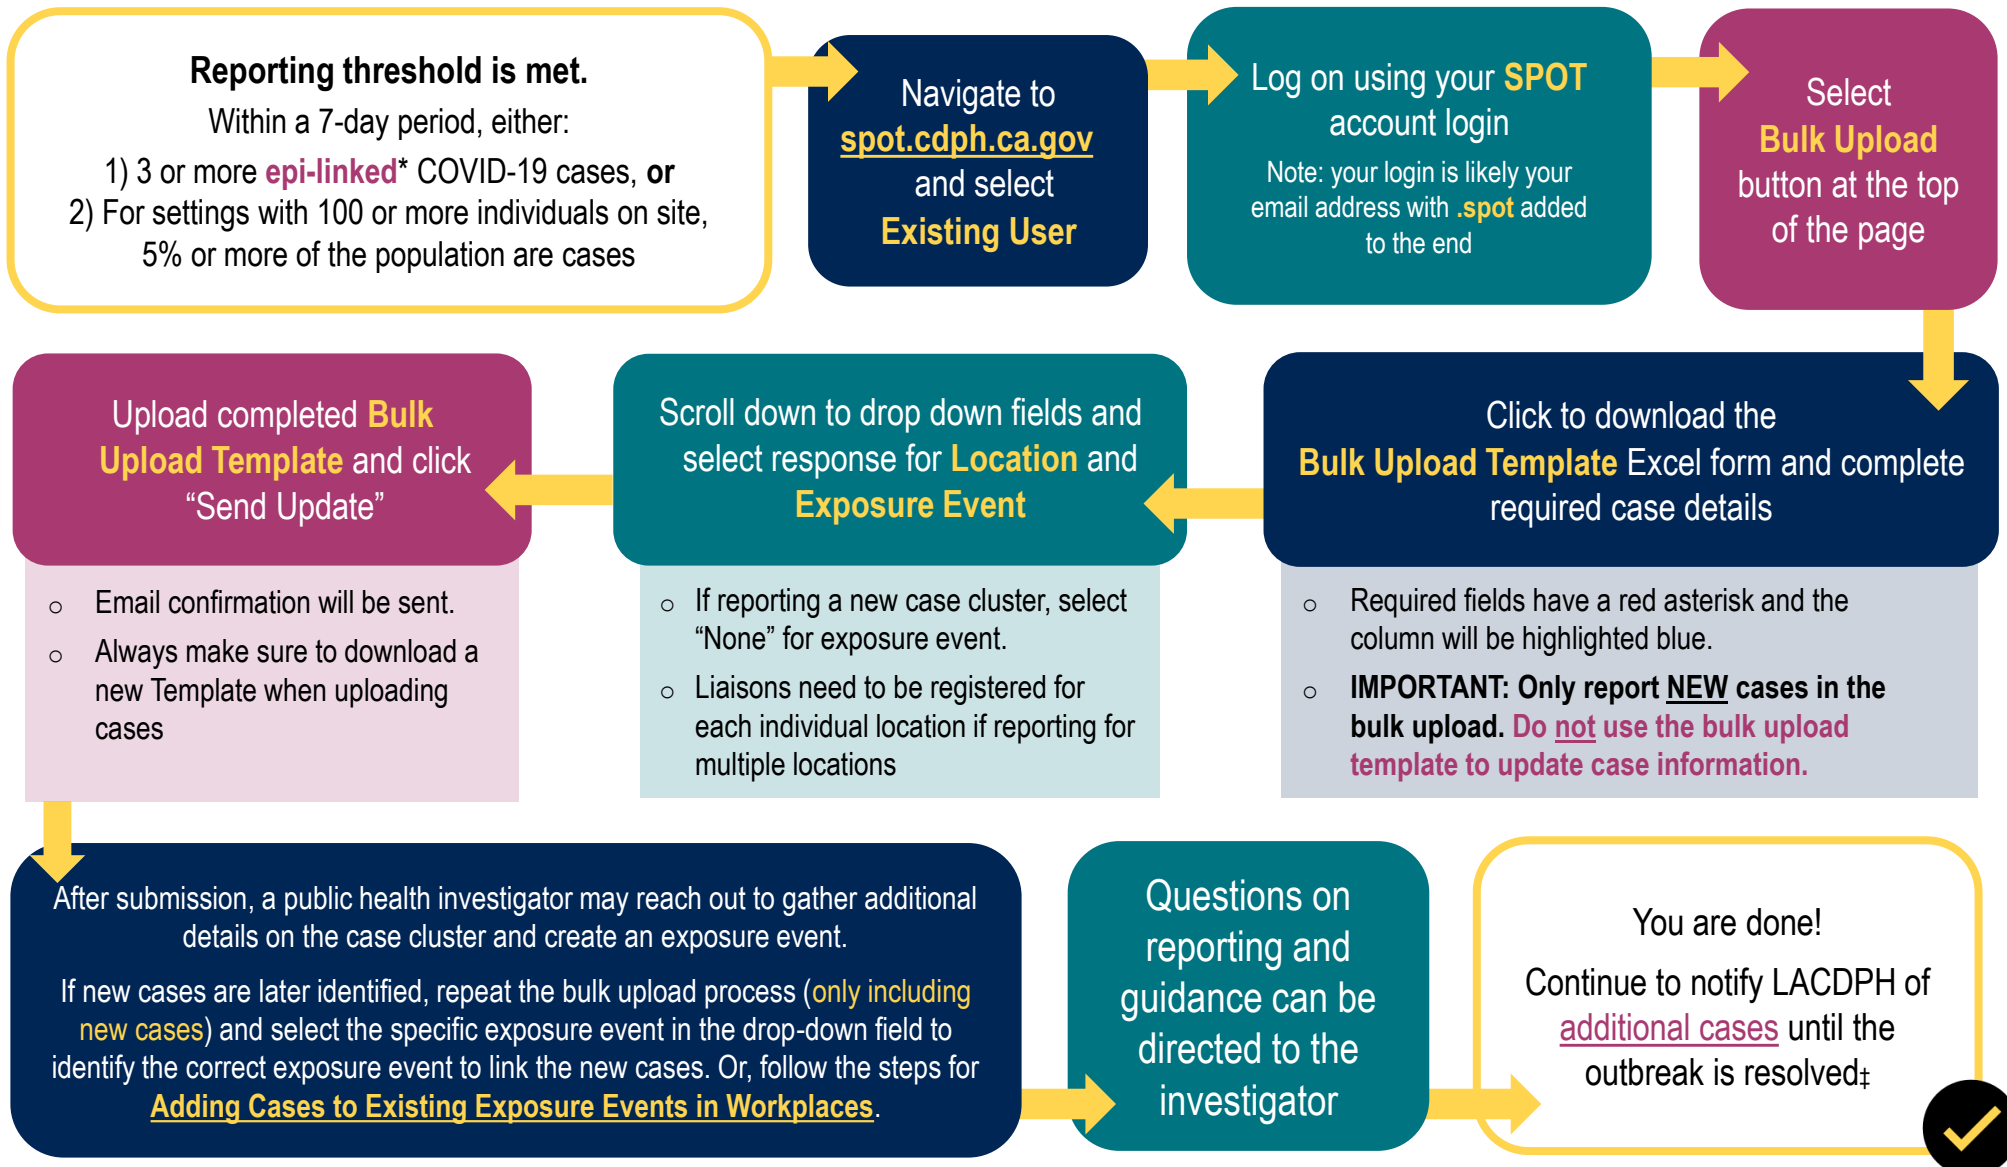 Reporting threshold is met.
Within a 7-day period, either:
1) 3 or more epi-linked* COVID-19 cases, or
2) For settings with 100 or more individuals on site,
5% or more of the population are cases
Navigate to
spot.cdph.ca.gov
and select
Existing User
Log on using your SPOT
account login
Note: your login is likely your
email address with .spot added
to the end
Select
Bulk Upload
button at the top
of the page
Click to download the
Bulk Upload Template Excel form and complete
required case details
○ Required fields have a red asterisk and the
column will be highlighted blue.
○ IMPORTANT: Only report NEW cases in the
bulk upload. Do not use the bulk upload
template to update case information.
Scroll down to drop down fields and
select response for Location and
Exposure Event
○ If reporting a new case cluster, select
“None” for exposure event.
○ Liaisons need to be registered for
each individual location if reporting for
multiple locations
Upload completed Bulk
Upload Template and click
“Send Update”
○ Email confirmation will be sent.
○ Always make sure to download a
new Template when uploading
cases
After submission, a public health investigator may reach out to gather additional
details on the case cluster and create an exposure event.
If new cases are later identified, repeat the bulk upload process (only including
new cases) and select the specific exposure event in the drop-down field to
identify the correct exposure event to link the new cases. Or, follow the steps for
Adding Cases to Existing Exposure Events in Workplaces.
Questions on
reporting and
guidance can be
directed to the
investigator
You are done!
Continue to notify LACDPH of
additional cases until the
outbreak is resolved‡